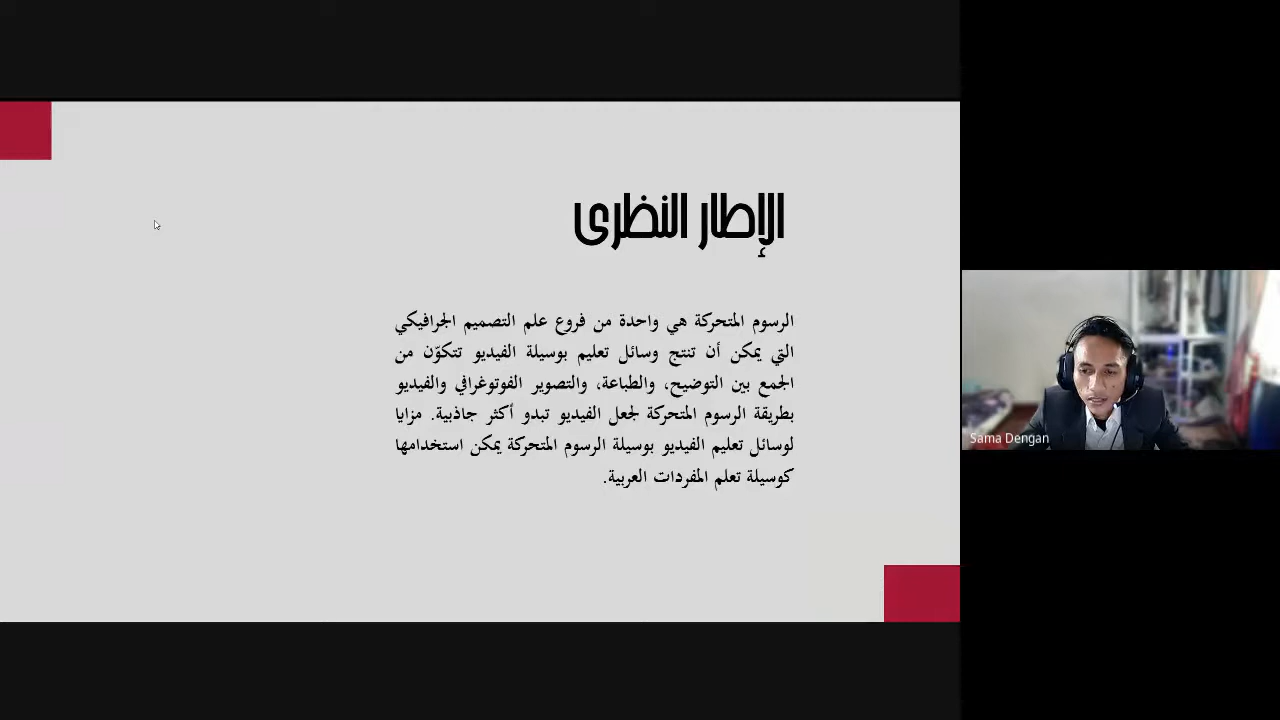 الإطار النظرى
الرسوم المتحركة هي واحدة من فروع علم التصميم الجرافيكي
التي يمكن أن تنتج وسائل تعليم بوسيلة الفيديو تتكوّن من
الجمع بين التوضيح، والطباعة، والتصوير الفوتوغرافي والفيديو
بطريقة الرسوم المتحركة لجعل الفيديو تبدو أكثر جاذبية. مزايا
لوسائل تعليم الفيديو بوسيلة الرسوم المتحركة يمكن استخدامها
كوسيلة تعلم المفردات العربية.
Sama Dengan